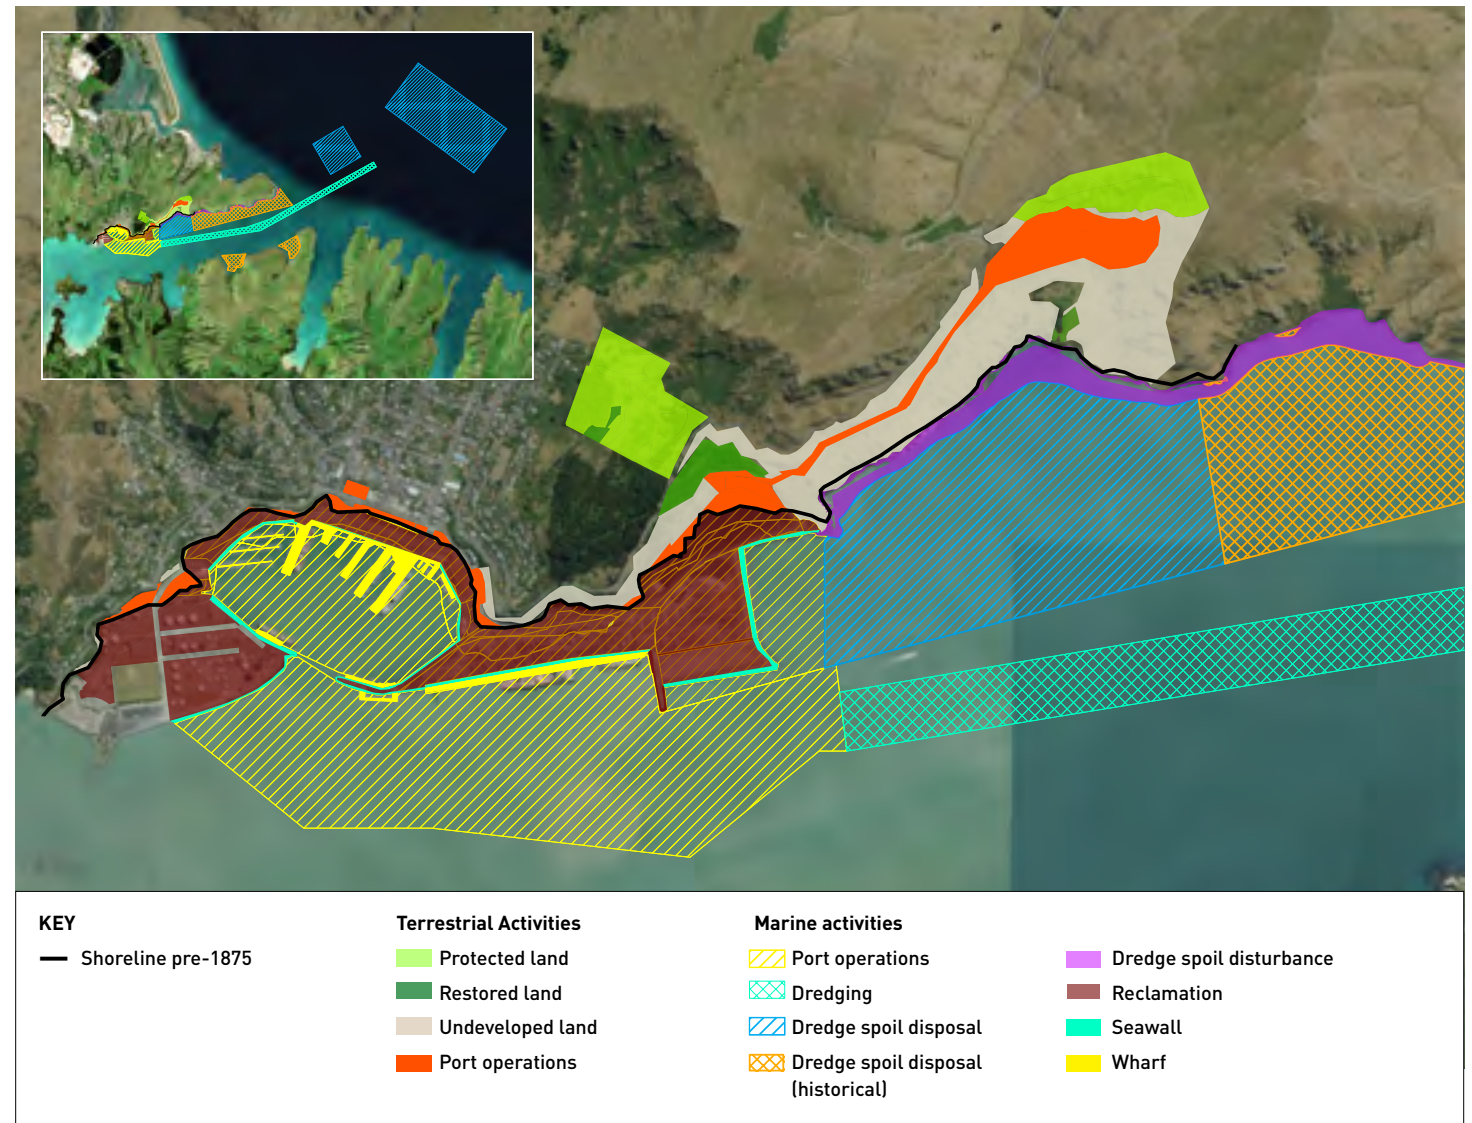 KEY
Shoreline pre-1875
Terrestrial Activities
Protected land
Restored land
Undeveloped land
Port operations
Marine activities
Port operations
Dredging
Dredge spoil disposal
Dredge spoil disposal
(historical)
Dredge spoil disturbance
Reclamation
Seawall
Wharf